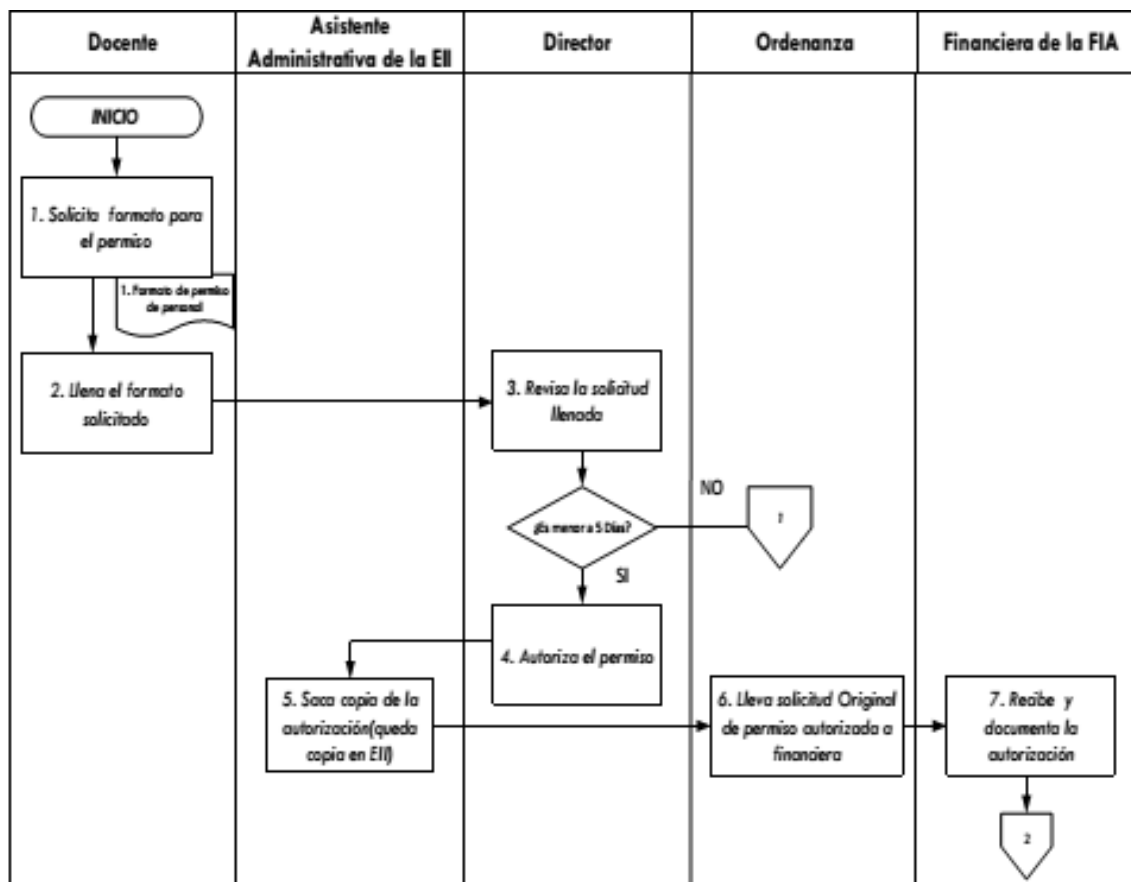 Docente
Asistente
Administrativa de la EII
Director
Ordenanza
Financiera de la FIA
INICIO
1. Solicita formato para
el permiso
1. Formato de permiso
de personal
2. Llena el formato
solicitado
3. Revisa la solicitud
llenada
¿Es menor a 5 Días?
NO
1
SI
4. Autoriza el permiso
5. Saca copia de la
autorización(queda
copia en EII)
6. Lleva solicitud Original
de permiso autorizada a
financiera
7. Recibe y
documenta la
autorización
2